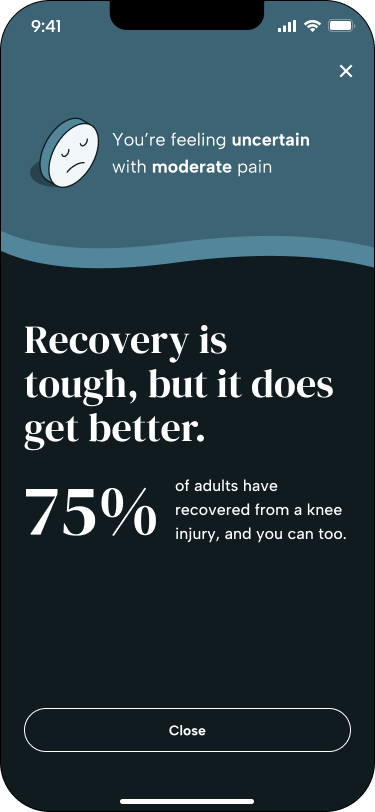 9:41
You’re feeling uncertain
with moderate pain
Recovery is
tough, but it does
get better.
75%
of adults have
recovered from a knee
injury, and you can too.
Close